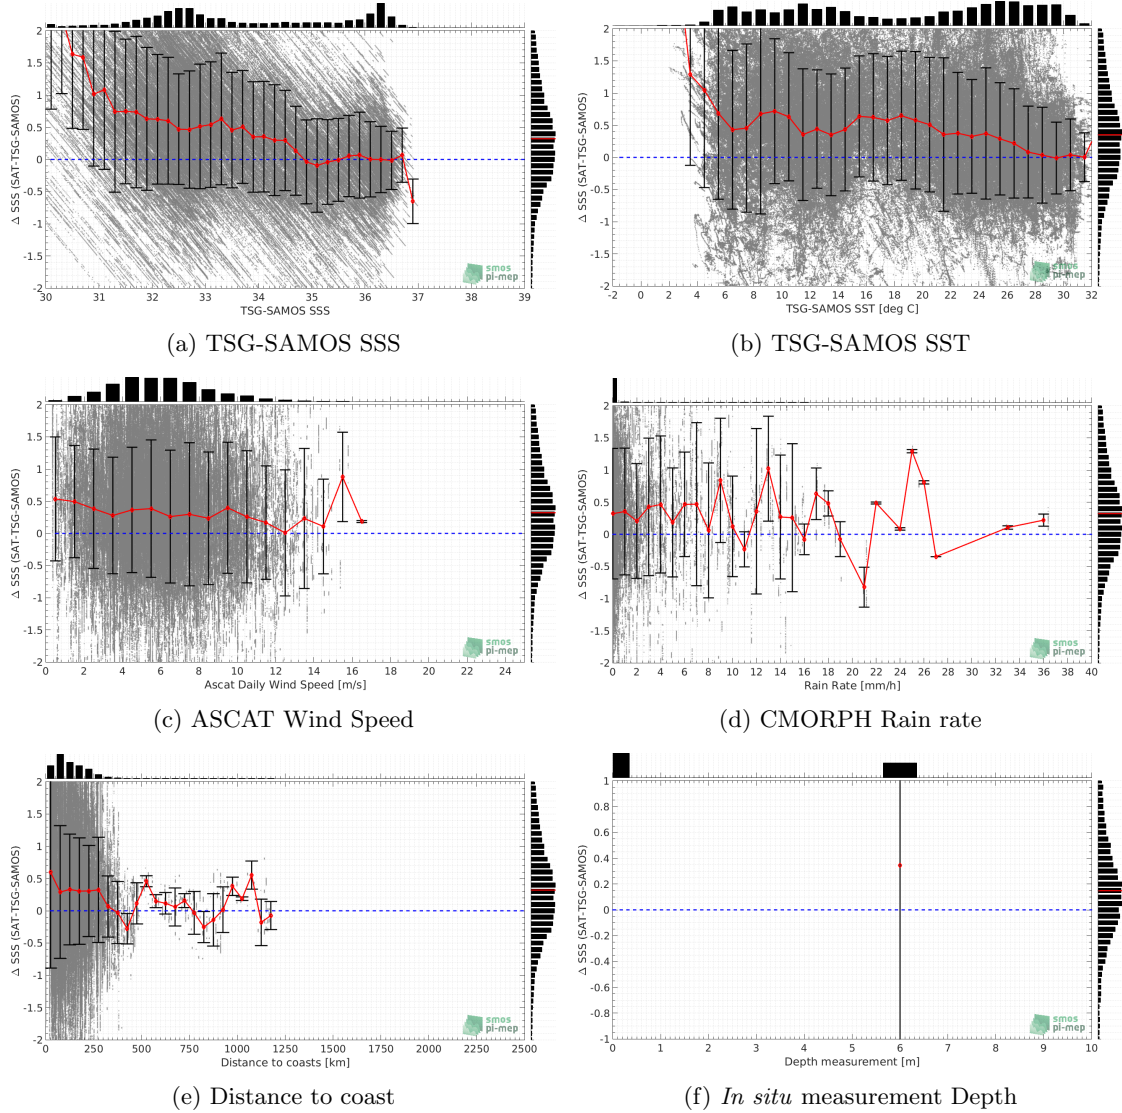 2
1.5
1
0.5
0
-0.5
-1
-1.5
-2
Δ SSS (SAT-TSG-SAMOS)
30 31 32 33 34 35 36 37 38 39
TSG-SAMOS SSS
smos
pi-mep
(a) TSG-SAMOS SSS
2
1.5
1
0.5
0
-0.5
-1
-1.5
-2
Δ SSS (SAT-TSG-SAMOS)
-2 0 2 4 6 8 10 12 14 16 18 20 22 24 26 28 30 32
TSG-SAMOS SST [deg C]
smos
pi-mep
(b) TSG-SAMOS SST
2
1.5
1
0.5
0
-0.5
-1
-1.5
-2
Δ SSS (SAT-TSG-SAMOS)
0 2 4 6 8 10 12 14 16 18 20 22 24
Ascat Daily Wind Speed [m/s]
smos
pi-mep
(c) ASCAT Wind Speed
2
1.5
1
0.5
0
-0.5
-1
-1.5
-2
Δ SSS (SAT-TSG-SAMOS)
0 2 4 6 8 10 12 14 16 18 20 22 24 26 28 30 32 34 36 38 40
Rain Rate [mm/h]
smos
pi-mep
(d) CMORPH Rain rate
2
1.5
1
0.5
0
-0.5
-1
-1.5
-2
Δ SSS (SAT-TSG-SAMOS)
0 250 500 750 1000 1250 1500 1750 2000 2250 2500
Distance to coasts [km]
smos
pi-mep
(e) Distance to coast
1
0.8
0.6
0.4
0.2
0
-0.2
-0.4
-0.6
-0.8
-1
Δ SSS (SAT-TSG-SAMOS)
0 1 2 3 4 5 6 7 8 9 10
Depth measurement [m]
smos
pi-mep
(f) In situ measurement Depth